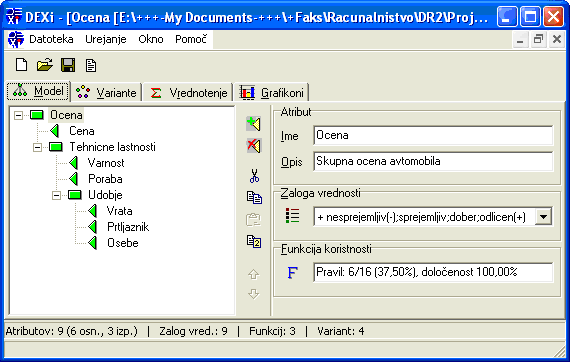 DEXi - [Ocena [E:\+++-My Documents-+++\+Faks\Racunalnistvo\DR2\Proj...
Datoteka Urejanje Okno Pomoč
Model Variante Vrednotenje Grafikoni
Ocena
Cena
Tehnicne lastnosti
Varnost
Poraba
Udobje
Vrata
Prtljaznik
Osebe
Atribut
Ime Ocena
Opis Skupna ocena avtomobila
Zaloga vrednosti
+ nesprejemljiv(-);sprejemljiv;dober;odlicen(+)
Funkcija koristnosti
F Pravil: 6/16 (37,50%), določenost 100,00%
Atributov: 9 (6 osn., 3 izp.) | Zalog vred.: 9 | Funkcij: 3 | Variant: 4